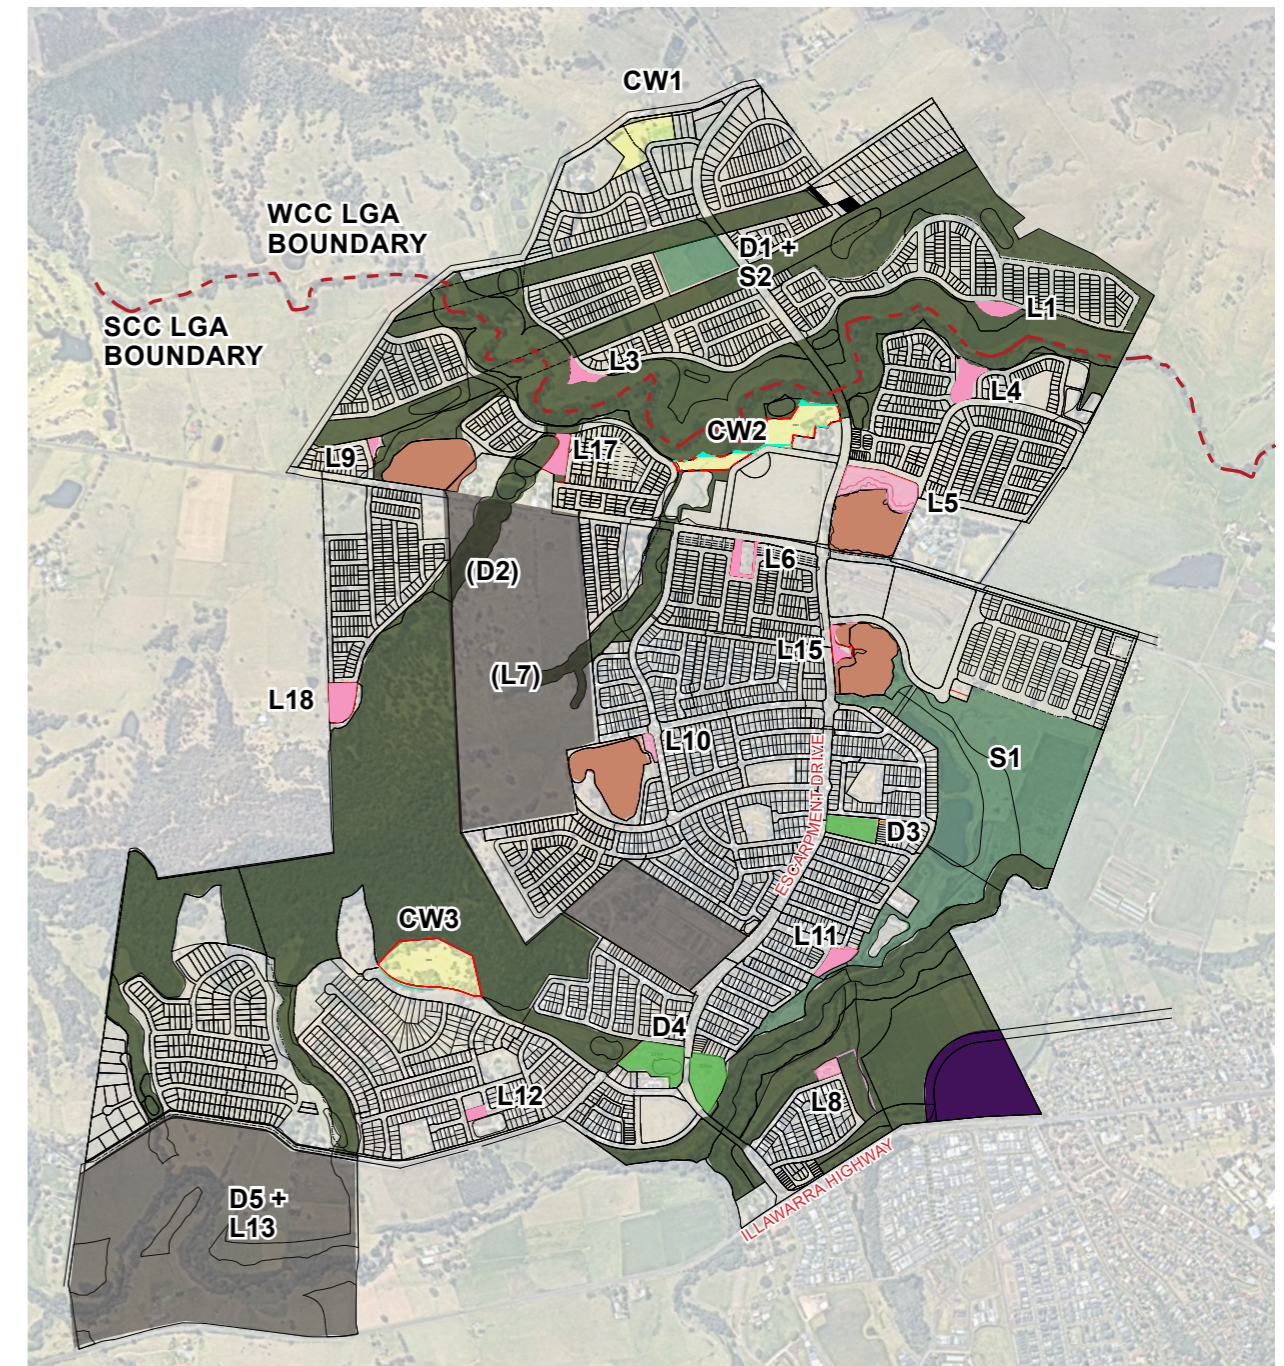 CW1
WCC LGA
BOUNDARY
D1 +
S2
SCC LGA
BOUNDARY
L1
L3
L4
CW2
L9
L17
L5
L6
(D2)
L15
(L7)
L18
L10
S1
ESCARPMENT DRIVE
D3
CW3
L11
D4
L12
L8
ILLAWARRA HIGHWAY
D5 +
L13